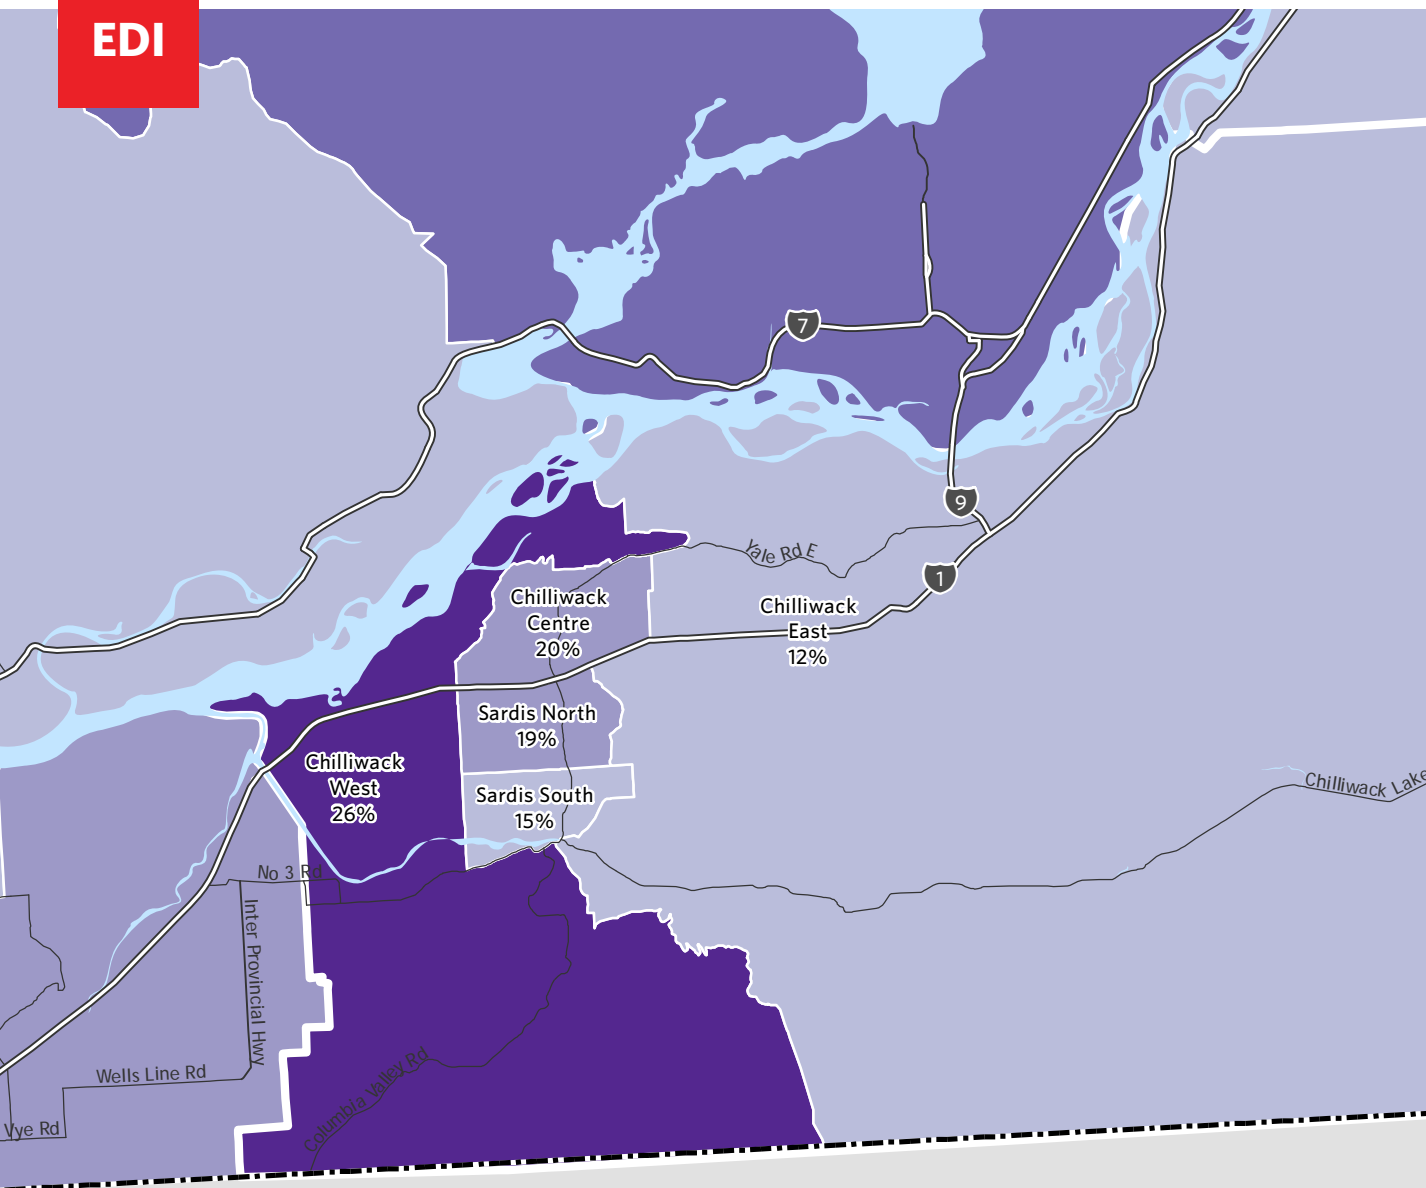 EDI
7
9
Yale Rd E
1
Chilliwack
Centre
20%
Chilliwack
East
12%
Sardis North
19%
Chilliwack
West
26%
Sardis South
15%
Chilliwack Lake
No 3 Rd
Inter Provincial Hwy
Columbia Valley Rd
Wells Line Rd
Vye Rd